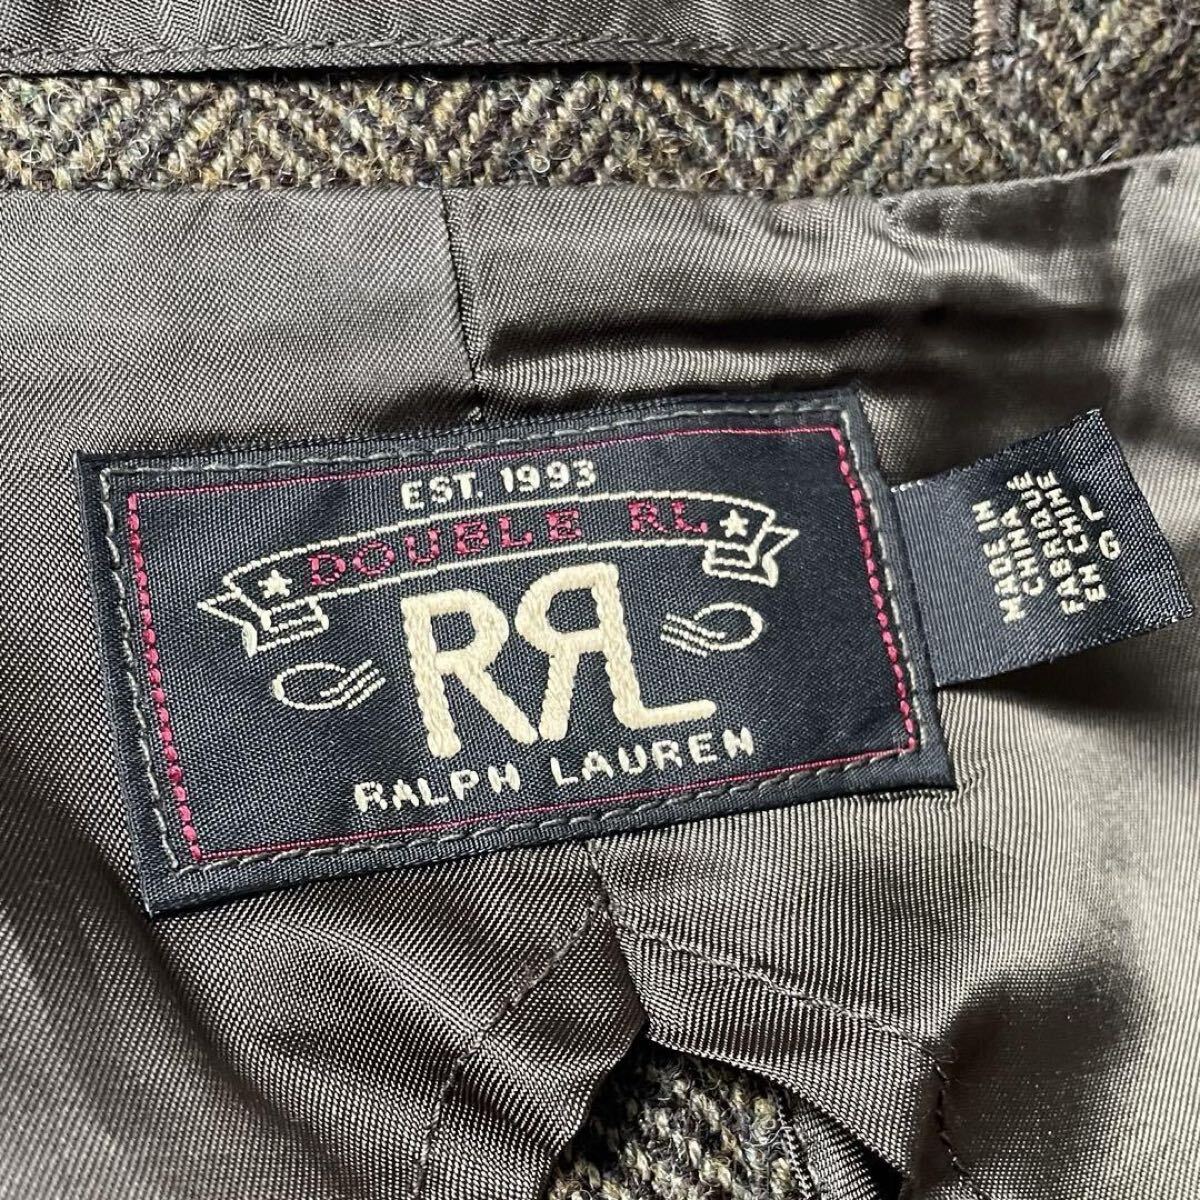 EST. 1993
DOUBLE RL
RRL
RALPH LAUREN
MADE IN
CHINA
FABRIQUÉ
EN CHINE
L
G